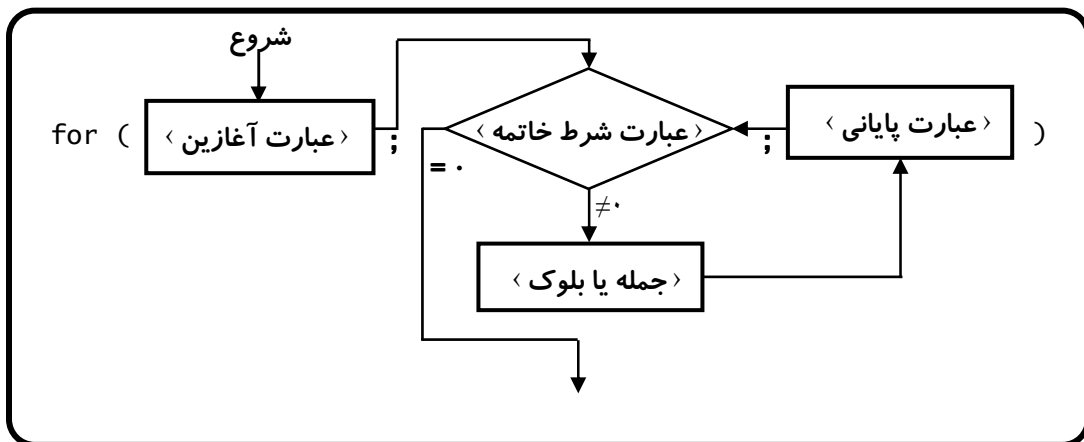 شروع
for ( ‹ عبارت آغازین › ; ‹ عبارت شرط خاتمه › ; ‹ عبارت پایانی › )
= ۰
≠۰
‹ جمله یا بلوک ›